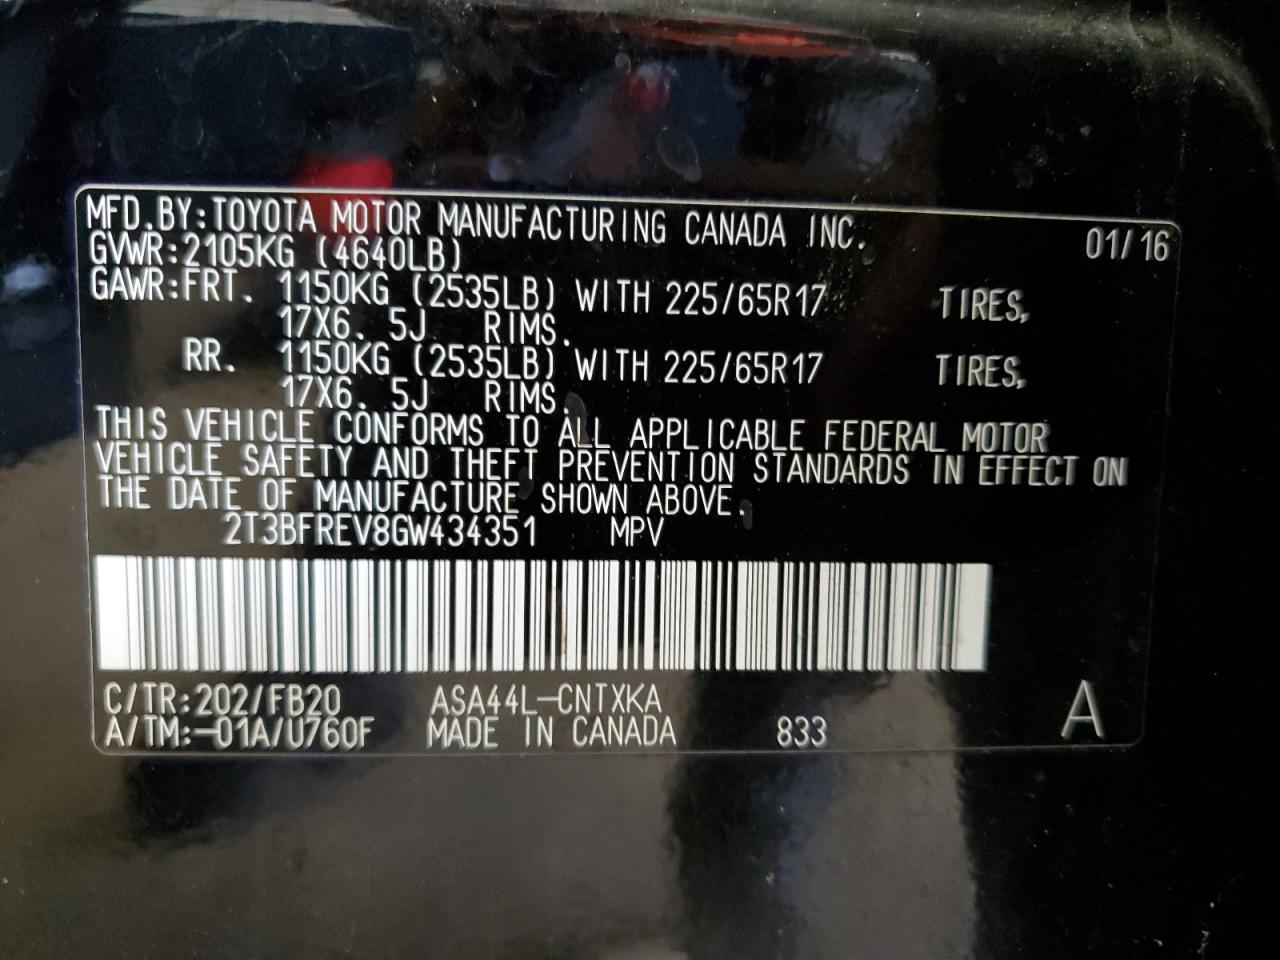 MFD.BY:TOYOTA MOTOR MANUFACTURING CANADA INC. 01/16
GVWR:2105KG (4640LB)
GAWR:FRT. 1150KG (2535LB) WITH 225/65R17 TIRES,
17X6. 5J RIMS.
RR. 1150KG (2535LB) WITH 225/65R17 TIRES,
17X6. 5J RIMS.
THIS VEHICLE CONFORMS TO ALL APPLICABLE FEDERAL MOTOR
VEHICLE SAFETY AND THEFT PREVENTION STANDARDS IN EFFECT ON
THE DATE OF MANUFACTURE SHOWN ABOVE.
2T3BFREV8GW434351 MPV
C/TR:202/FB20 ASA44L-CNTXKA A
A/TM:-01A/U760F MADE IN CANADA 833